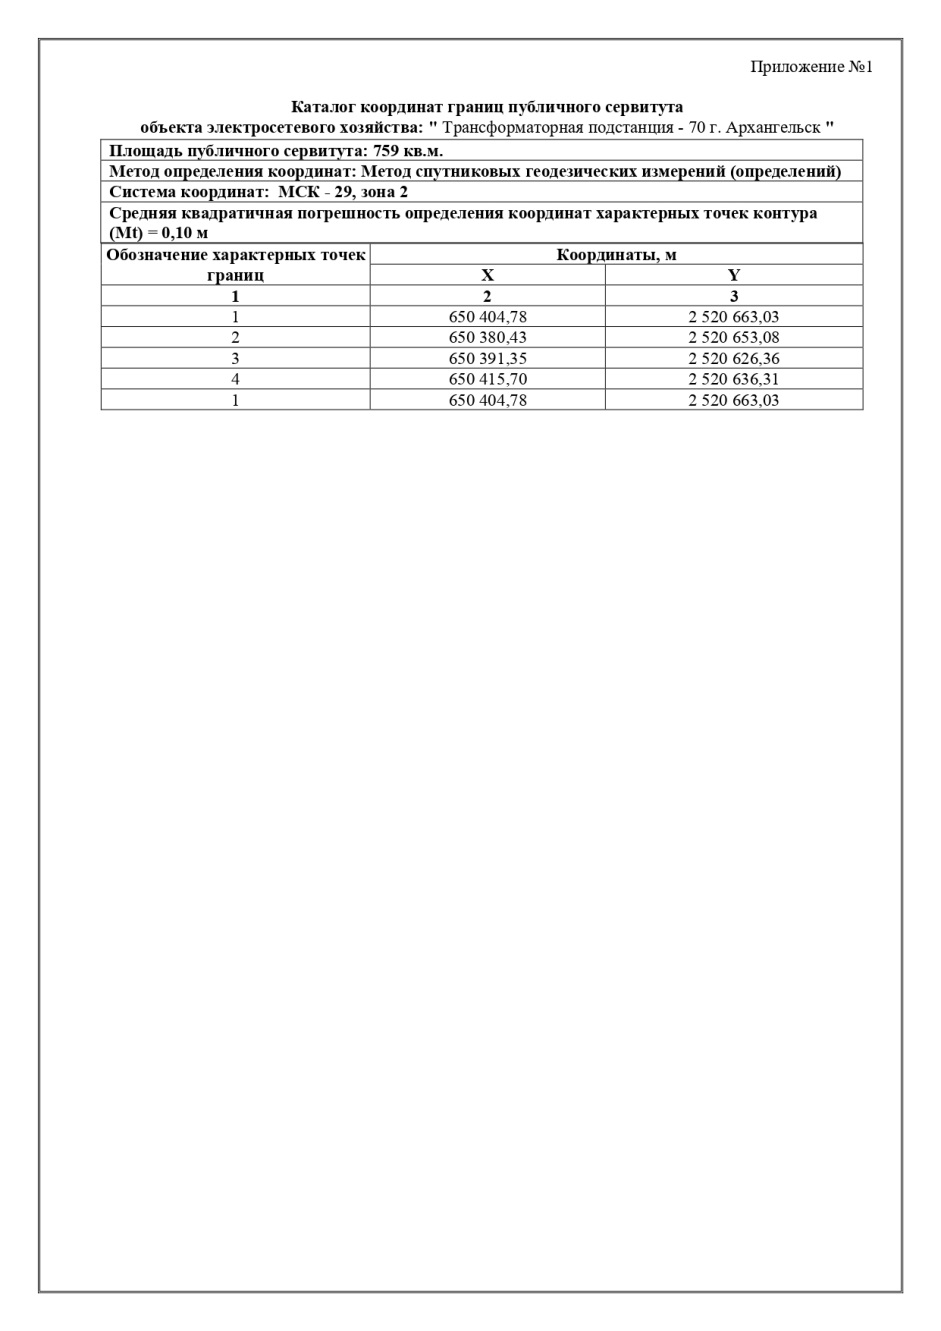 Приложение №1
Каталог координат границ публичного сервитута
объекта электросетевого хозяйства: " Трансформаторная подстанция - 70 г. Архангельск "
Площадь публичного сервитута: 759 кв.м.
Метод определения координат: Метод спутниковых геодезических измерений (определений)
Система координат:  МСК - 29, зона 2
Средняя квадратичная погрешность определения координат характерных точек контура
(Mt) = 0,10 м
Обозначение характерных точек границ Координаты, м
X Y
1 2 3
1 650 404,78 2 520 663,03
2 650 380,43 2 520 653,08
3 650 391,35 2 520 626,36
4 650 415,70 2 520 636,31
1 650 404,78 2 520 663,03